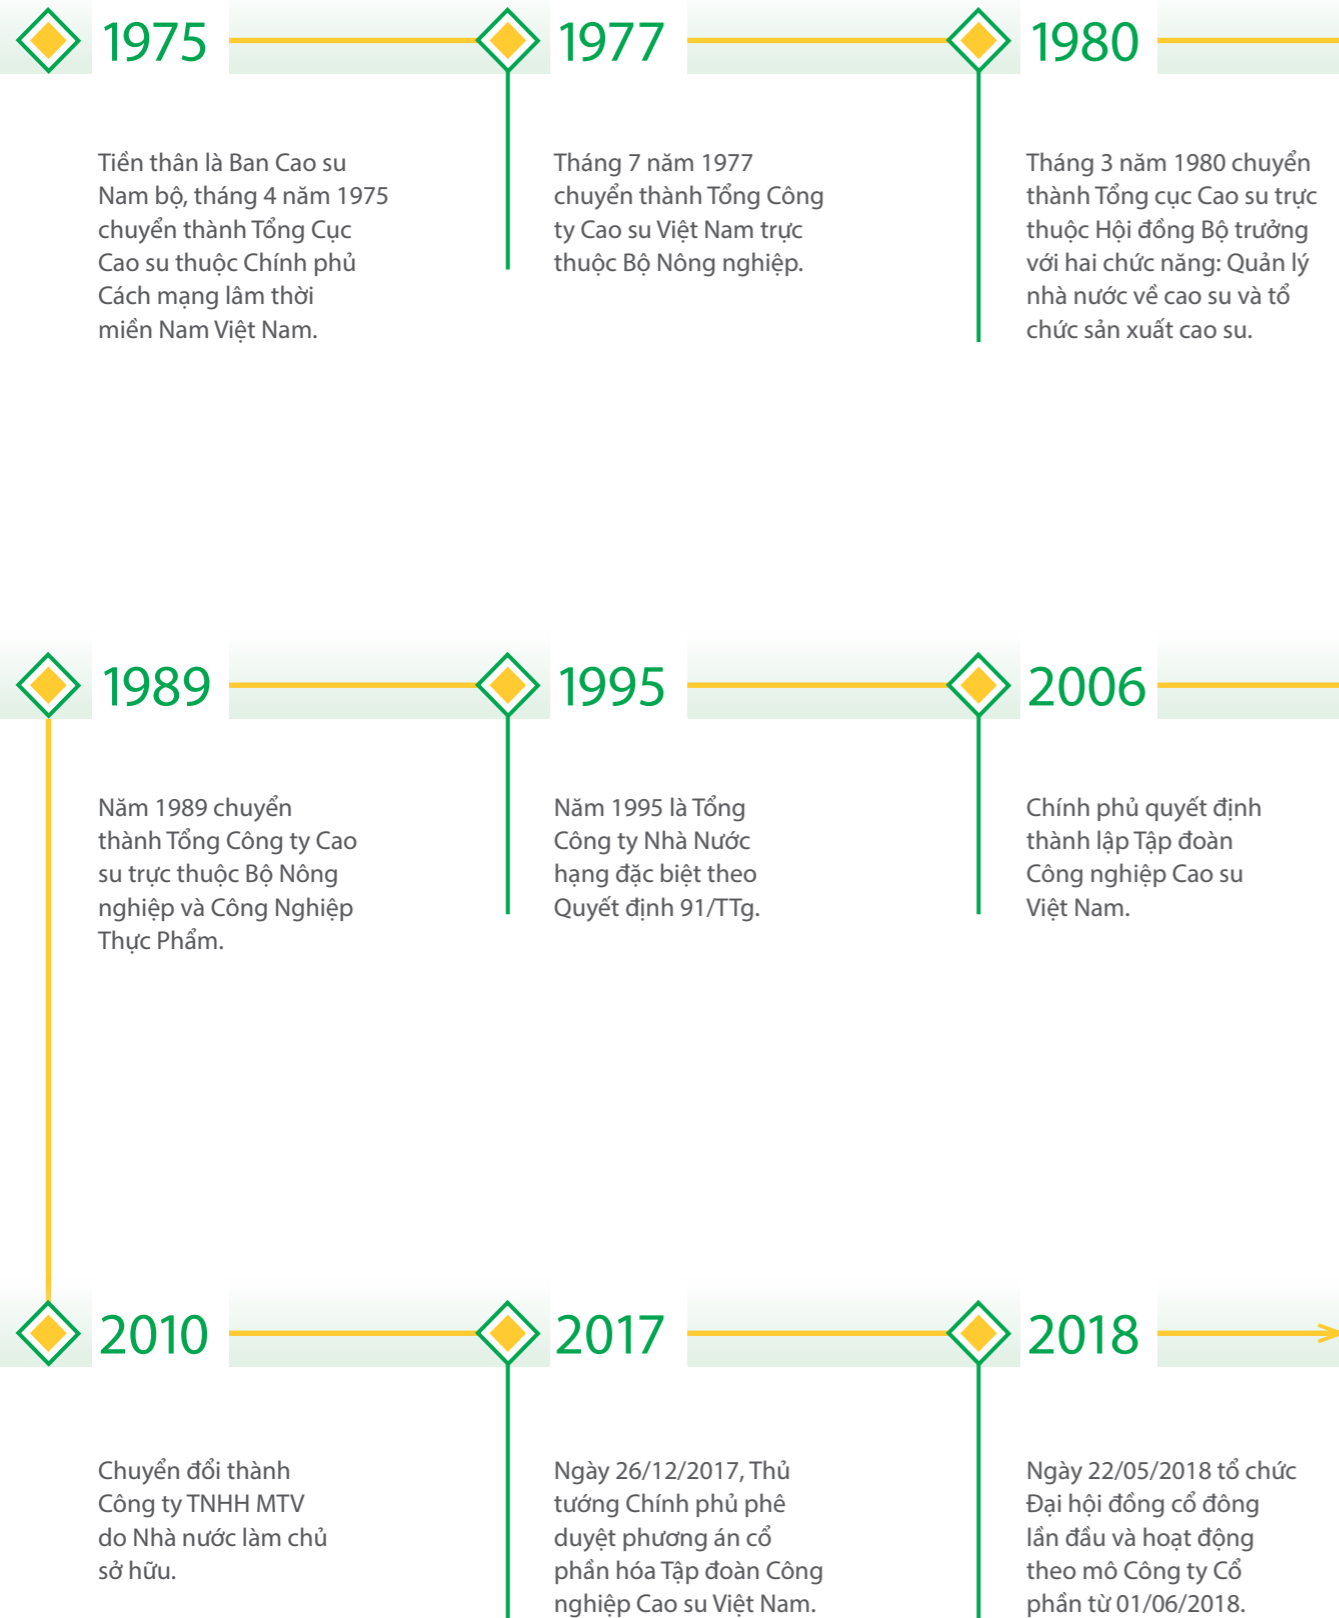 1975
Tiền thân là Ban Cao su
Nam bộ, tháng 4 năm 1975
chuyển thành Tổng Cục
Cao su thuộc Chính phủ
Cách mạng lâm thời
miền Nam Việt Nam.
1977
Tháng 7 năm 1977
chuyển thành Tổng Công
ty Cao su Việt Nam trực
thuộc Bộ Nông nghiệp.
1980
Tháng 3 năm 1980 chuyển
thành Tổng cục Cao su trực
thuộc Hội đồng Bộ trưởng
với hai chức năng: Quản lý
nhà nước về cao su và tổ
chức sản xuất cao su.
1989
Năm 1989 chuyển
thành Tổng Công ty Cao
su trực thuộc Bộ Nông
nghiệp và Công Nghiệp
Thực Phẩm.
1995
Năm 1995 là Tổng
Công ty Nhà Nước
hạng đặc biệt theo
Quyết định 91/TTg.
2006
Chính phủ quyết định
thành lập Tập đoàn
Công nghiệp Cao su
Việt Nam.
2010
Chuyển đổi thành
Công ty TNHH MTV
do Nhà nước làm chủ
sở hữu.
2017
Ngày 26/12/2017, Thủ
tướng Chính phủ phê
duyệt phương án cổ
phần hóa Tập đoàn Công
nghiệp Cao su Việt Nam.
2018
Ngày 22/05/2018 tổ chức
Đại hội đồng cổ đông
lần đầu và hoạt động
theo mô Công ty Cổ
phần từ 01/06/2018.